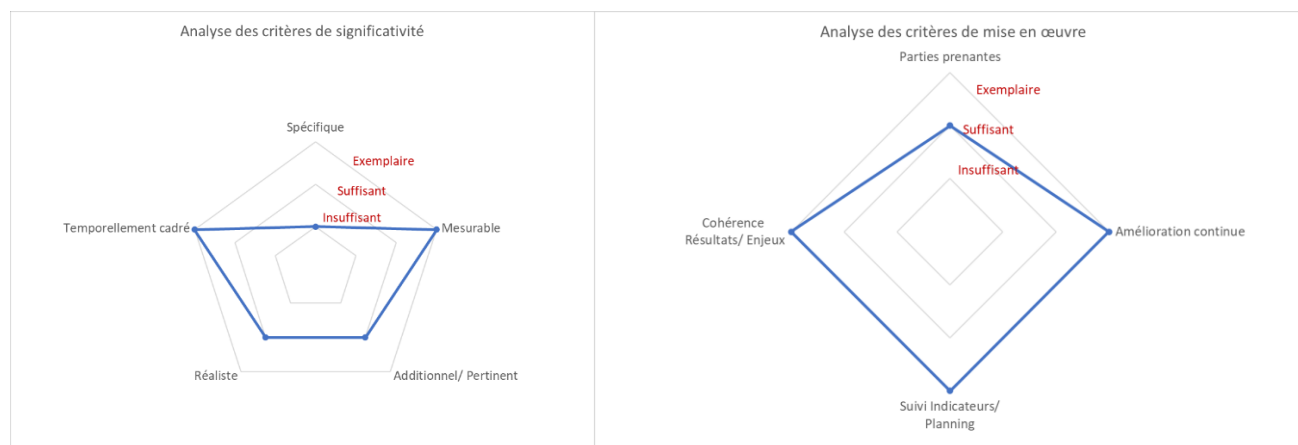 Analyse des critères de significativité
Spécifique
Exemplaire
Suffisant
Insuffisant
Temporellement cadré
Mesurable
Réaliste
Additionnel/ Pertinent
Analyse des critères de mise en œuvre
Parties prenantes
Exemplaire
Suffisant
Insuffisant
Cohérence
Résultats/ Enjeux
Amélioration continue
Suivi Indicateurs/
Planning